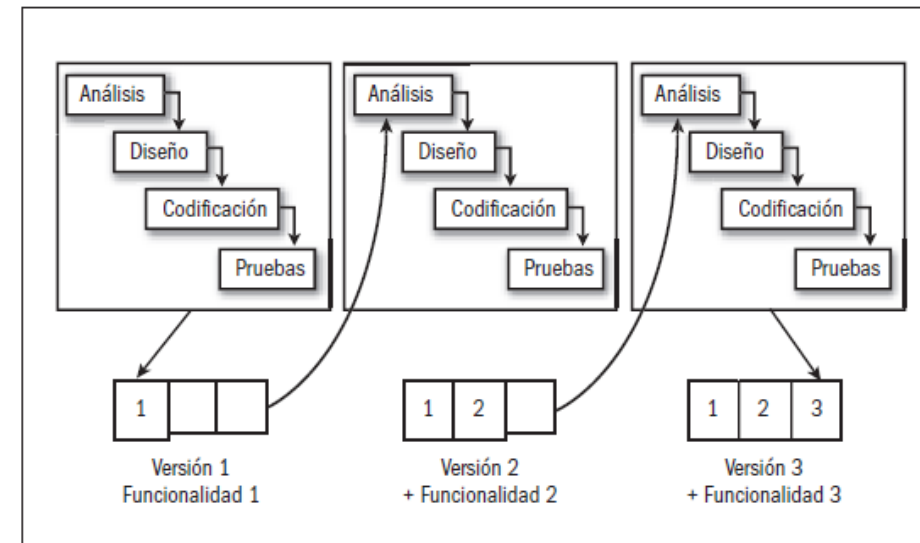 Análisis
Diseño
Codificación
Pruebas
Análisis
Diseño
Codificación
Pruebas
Análisis
Diseño
Codificación
Pruebas
1
1 2
1 2 3
Versión 1
Funcionalidad 1
Versión 2
+ Funcionalidad 2
Versión 3
+ Funcionalidad 3